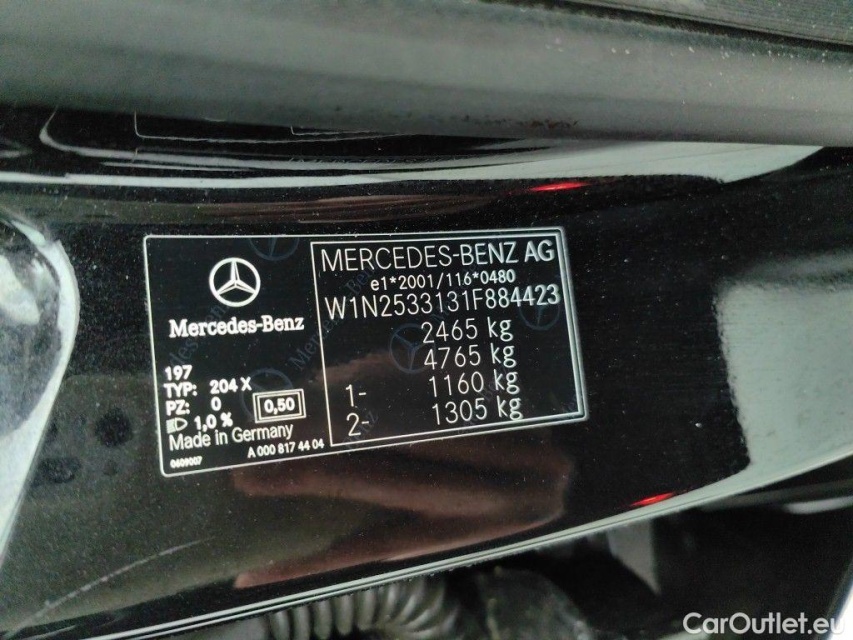 MERCEDES-BENZ AG
e1*2001/116*0480
W1N2533131F884423
2465 kg
4765 kg
1- 1160 kg
2- 1305 kg
Mercedes-Benz
197
TYP: 204 X
PZ: 0
0,50
1,0 %
Made in Germany
0409007
A 000 817 44 04
CarOutlet.eu